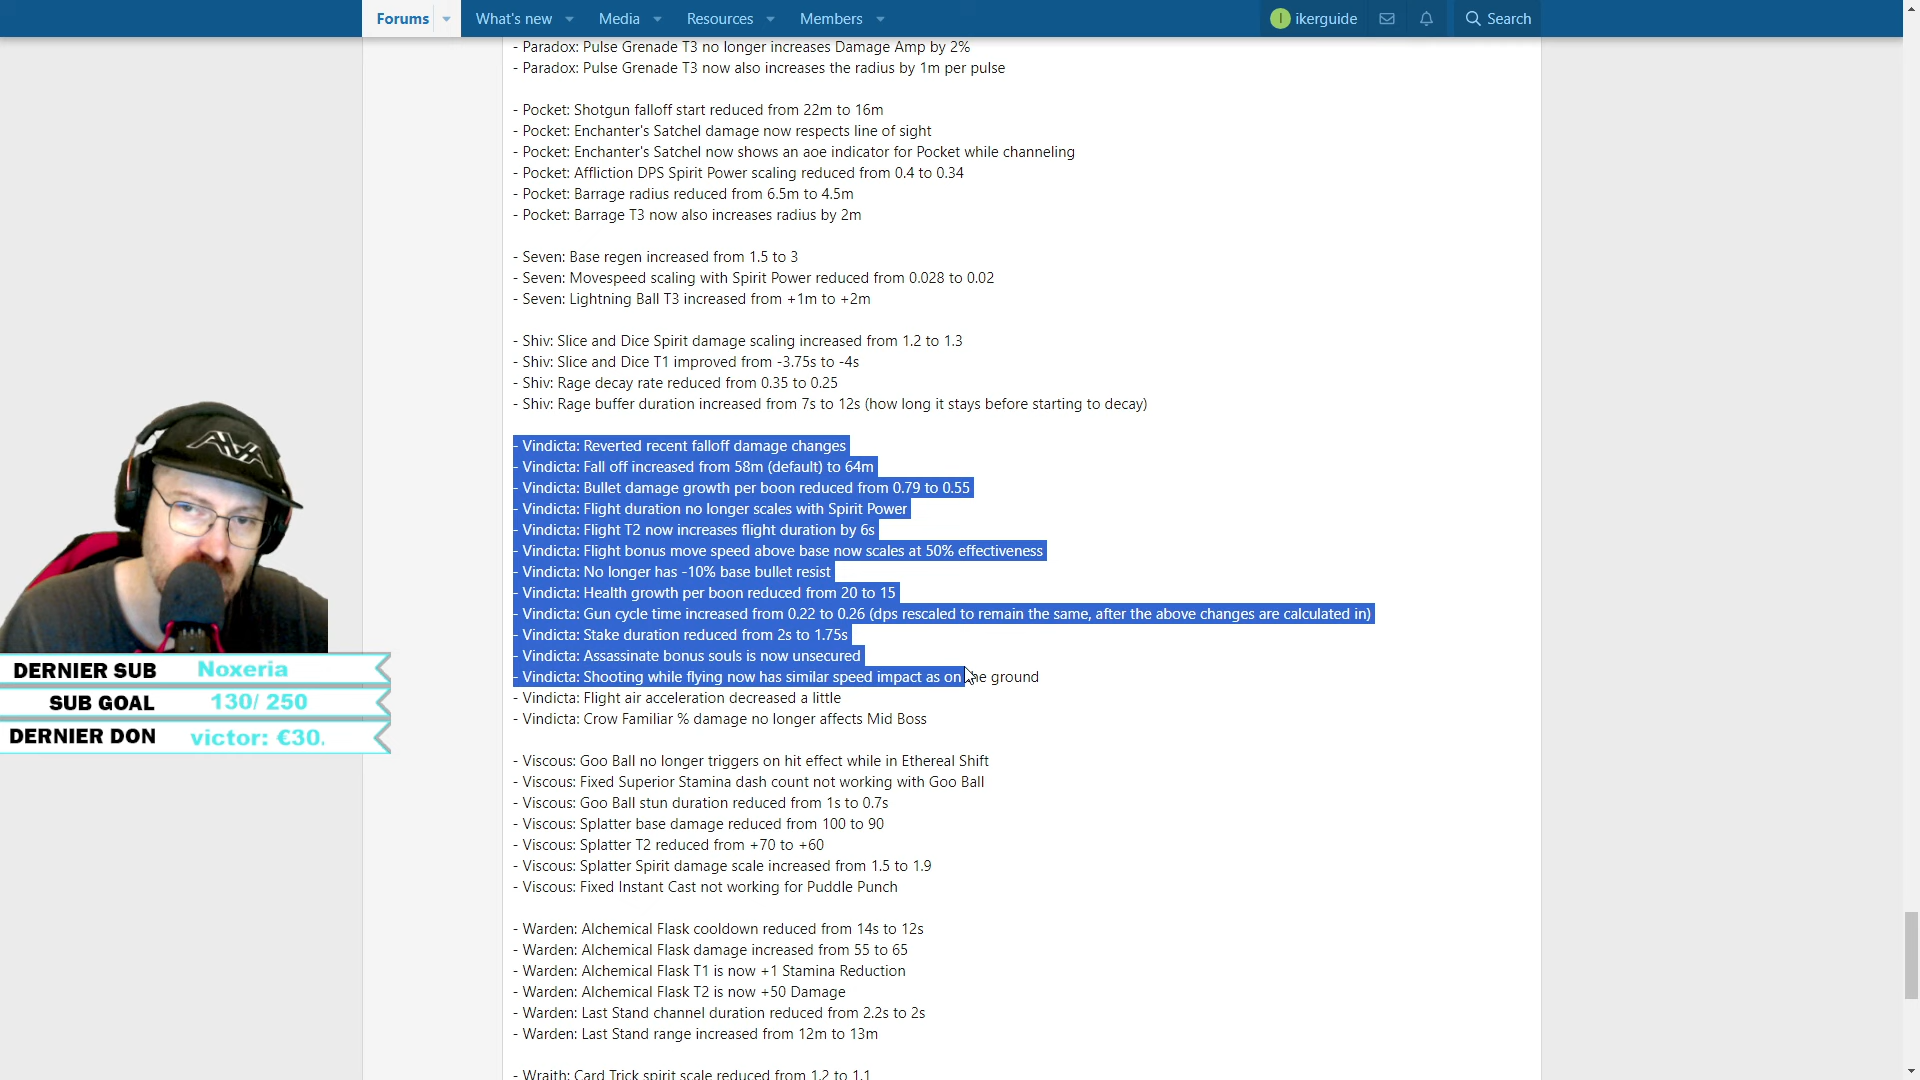 Forums
What's new
Media
Resources
Members
I ikerguide
Search
- Paradox: Pulse Grenade T3 no longer increases Damage Amp by 2%
- Paradox: Pulse Grenade T3 now also increases the radius by 1m per pulse
- Pocket: Shotgun falloff start reduced from 22m to 16m
- Pocket: Enchanter's Satchel damage now respects line of sight
- Pocket: Enchanter's Satchel now shows an aoe indicator for Pocket while channeling
- Pocket: Affliction DPS Spirit Power scaling reduced from 0.4 to 0.34
- Pocket: Barrage radius reduced from 6.5m to 4.5m
- Pocket: Barrage T3 now also increases radius by 2m
- Seven: Base regen increased from 1.5 to 3
- Seven: Movespeed scaling with Spirit Power reduced from 0.028 to 0.02
- Seven: Lightning Ball T3 increased from +1m to +2m
- Shiv: Slice and Dice Spirit damage scaling increased from 1.2 to 1.3
- Shiv: Slice and Dice T1 improved from -3.75s to -4s
- Shiv: Rage decay rate reduced from 0.35 to 0.25
- Shiv: Rage buffer duration increased from 7s to 12s (how long it stays before starting to decay)
- Vindicta: Reverted recent falloff damage changes
- Vindicta: Fall off increased from 58m (default) to 64m
- Vindicta: Bullet damage growth per boon reduced from 0.79 to 0.55
- Vindicta: Flight duration no longer scales with Spirit Power
- Vindicta: Flight T2 now increases flight duration by 6s
- Vindicta: Flight bonus move speed above base now scales at 50% effectiveness
- Vindicta: No longer has -10% base bullet resist
- Vindicta: Health growth per boon reduced from 20 to 15
- Vindicta: Gun cycle time increased from 0.22 to 0.26 (dps rescaled to remain the same, after the above changes are calculated in)
- Vindicta: Stake duration reduced from 2s to 1.75s
- Vindicta: Assassinate bonus souls is now unsecured
- Vindicta: Shooting while flying now has similar speed impact as on the ground
- Vindicta: Flight air acceleration decreased a little
- Vindicta: Crow Familiar % damage no longer affects Mid Boss
- Viscous: Goo Ball no longer triggers on hit effect while in Ethereal Shift
- Viscous: Fixed Superior Stamina dash count not working with Goo Ball
- Viscous: Goo Ball stun duration reduced from 1s to 0.7s
- Viscous: Splatter base damage reduced from 100 to 90
- Viscous: Splatter T2 reduced from +70 to +60
- Viscous: Splatter Spirit damage scale increased from 1.5 to 1.9
- Viscous: Fixed Instant Cast not working for Puddle Punch
- Warden: Alchemical Flask cooldown reduced from 14s to 12s
- Warden: Alchemical Flask damage increased from 55 to 65
- Warden: Alchemical Flask T1 is now +1 Stamina Reduction
- Warden: Alchemical Flask T2 is now +50 Damage
- Warden: Last Stand channel duration reduced from 2.2s to 2s
- Warden: Last Stand range increased from 12m to 13m
- Wraith: Card Trick spirit scale reduced from 1.2 to 1.1
DERNIER SUB Noxeria
SUB GOAL 130/ 250
DERNIER DON victor: €30.